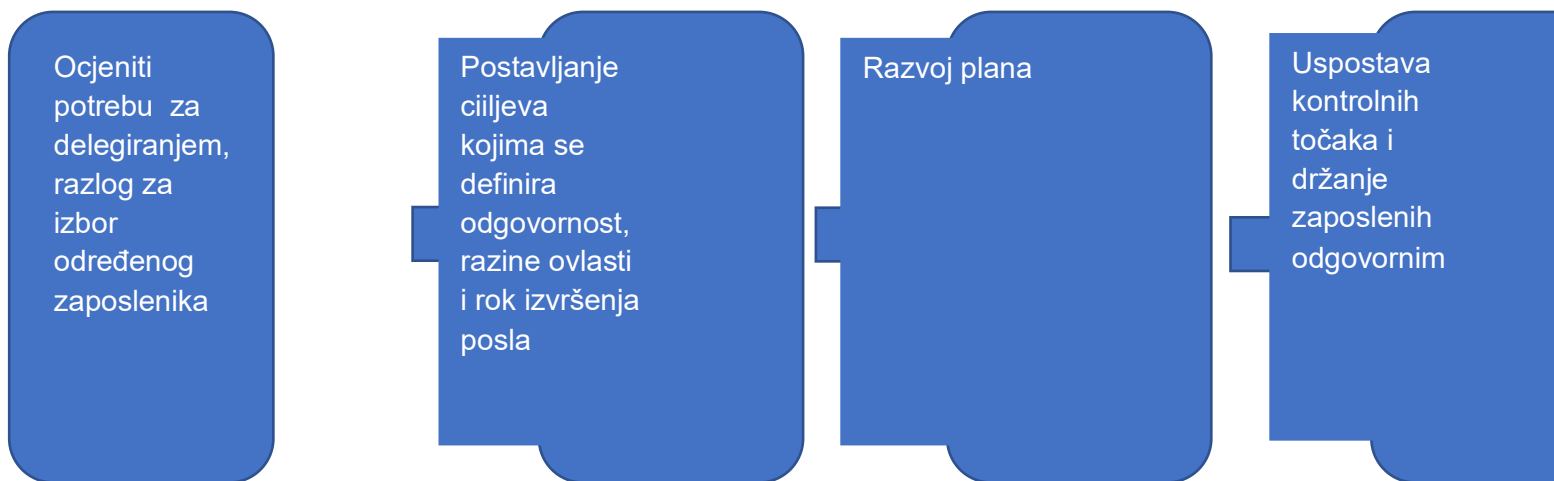 Ocjeniti
potrebu  za
delegiranjem,
razlog za
izbor
određenog
zaposlenika
Postavljanje
ciiljeva
kojima se
definira
odgovornost,
razine ovlasti
i rok izvršenja
posla
Razvoj plana
Uspostava
kontrolnih
točaka i
držanje
zaposlenih
odgovornim